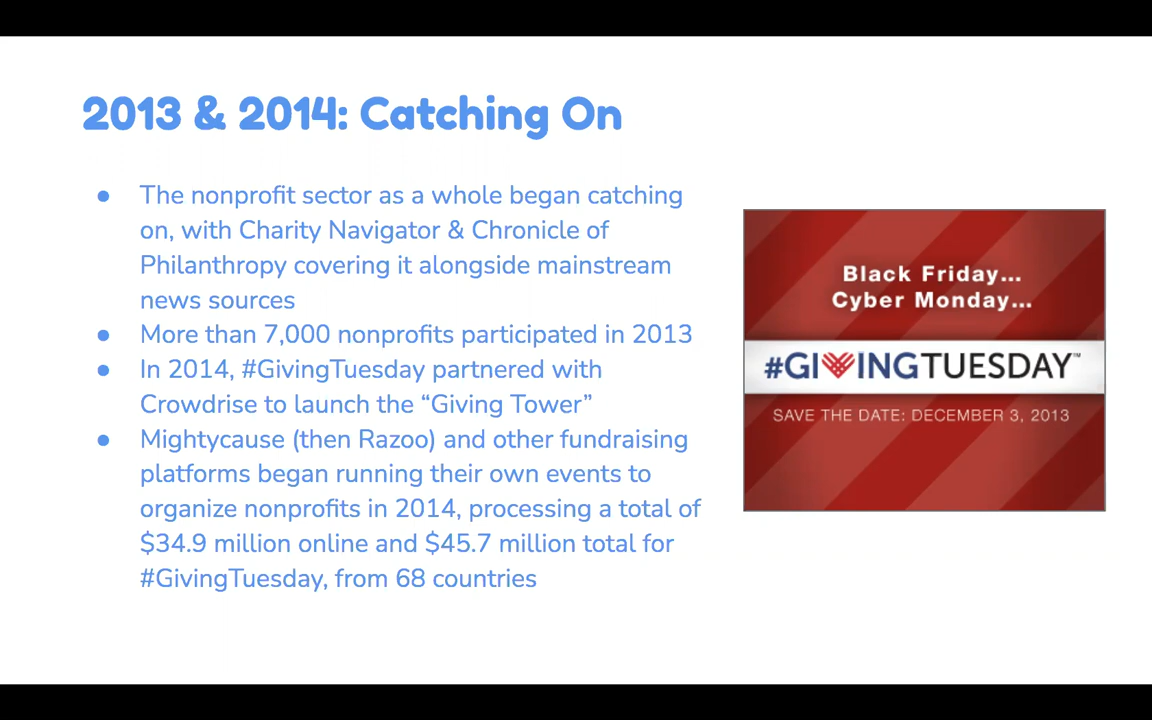 2013 & 2014: Catching On
● The nonprofit sector as a whole began catching
on, with Charity Navigator & Chronicle of
Philanthropy covering it alongside mainstream
news sources
● More than 7,000 nonprofits participated in 2013
● In 2014, #GivingTuesday partnered with
Crowdrise to launch the “Giving Tower”
● Mightycause (then Razoo) and other fundraising
platforms began running their own events to
organize nonprofits in 2014, processing a total of
$34.9 million online and $45.7 million total for
#GivingTuesday, from 68 countries
Black Friday...
Cyber Monday...
#GIVINGTUESDAY™
SAVE THE DATE: DECEMBER 3, 2013